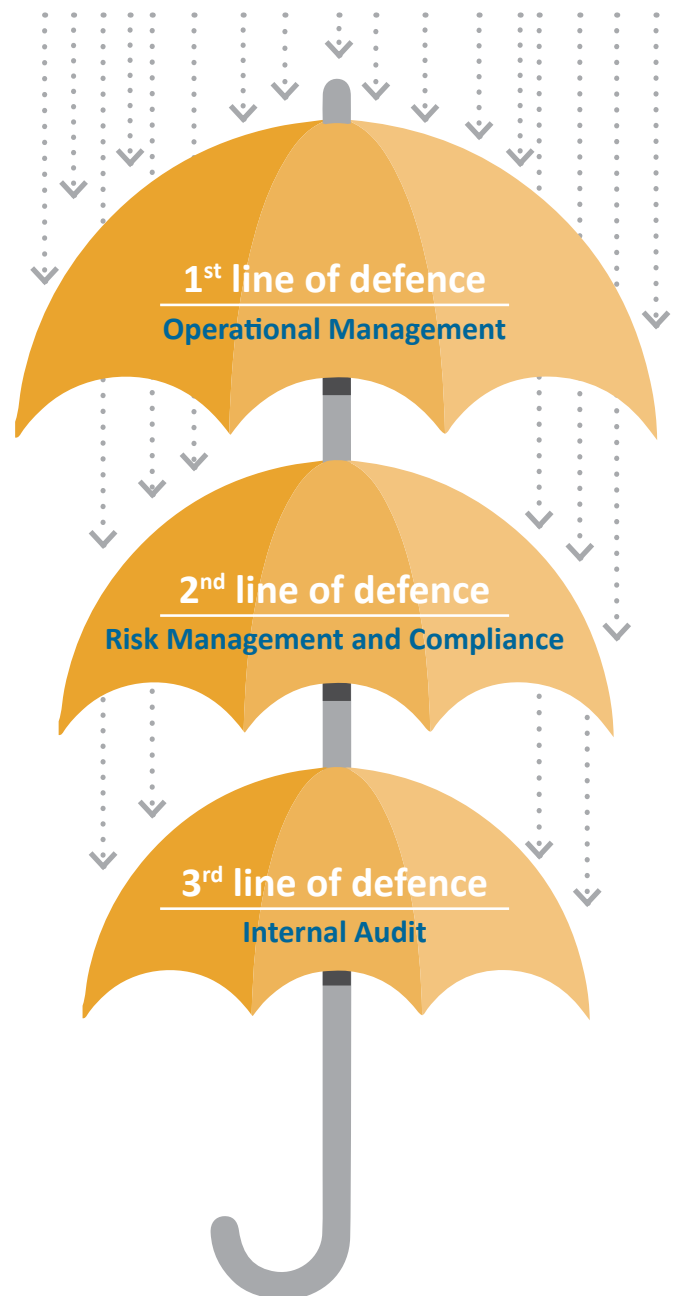 1st line of defence
Operational Management
2nd line of defence
Risk Management and Compliance
3rd line of defence
Internal Audit